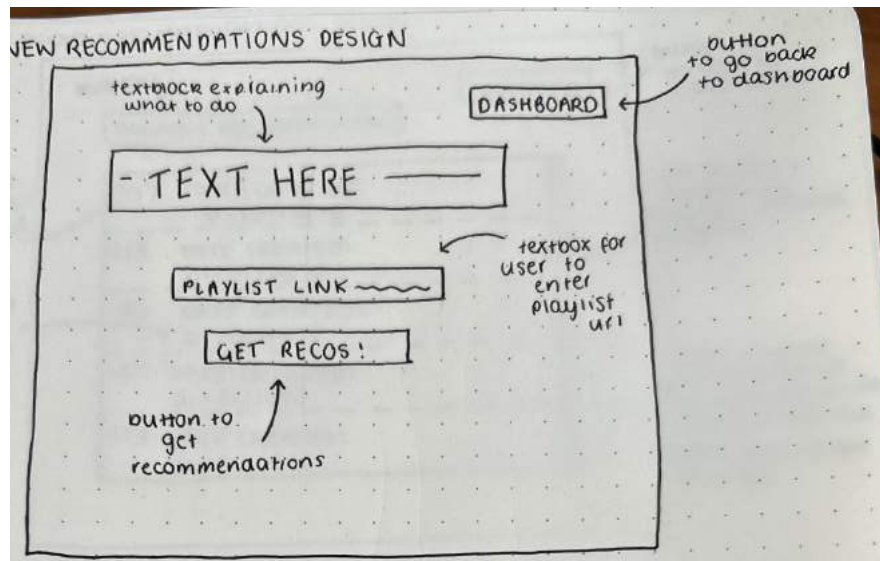 NEW RECOMMENDATIONS DESIGN
button
to go back
to dashboard
textblock explaining
what to do
DASHBOARD
- TEXT HERE
textbox for
user to
enter
playlist
url
PLAYLIST LINK
GET RECOS!
button to
get
recommendations